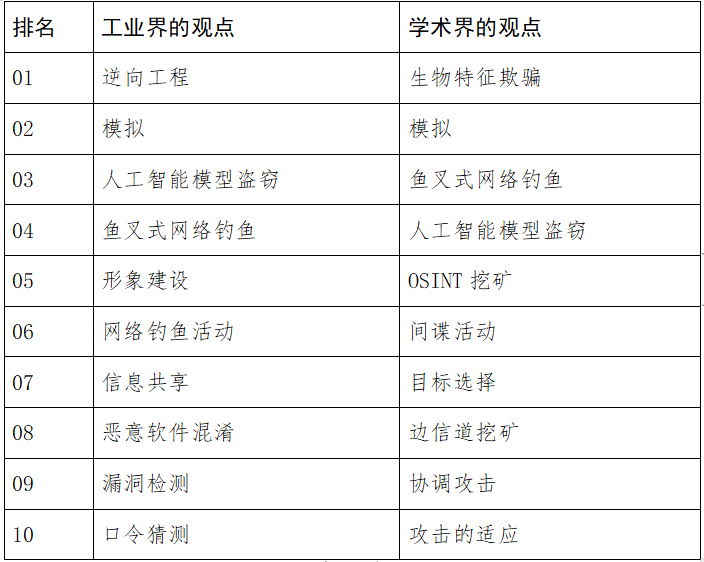 排名 工业界的观点 学术界的观点
01 逆向工程 生物特征欺骗
02 模拟 模拟
03 人工智能模型盗窃 鱼叉式网络钓鱼
04 鱼叉式网络钓鱼 人工智能模型盗窃
05 形象建设 OSINT 挖矿
06 网络钓鱼活动 间谍活动
07 信息共享 目标选择
08 恶意软件混淆 边信道挖矿
09 漏洞检测 协调攻击
10 口令猜测 攻击的适应